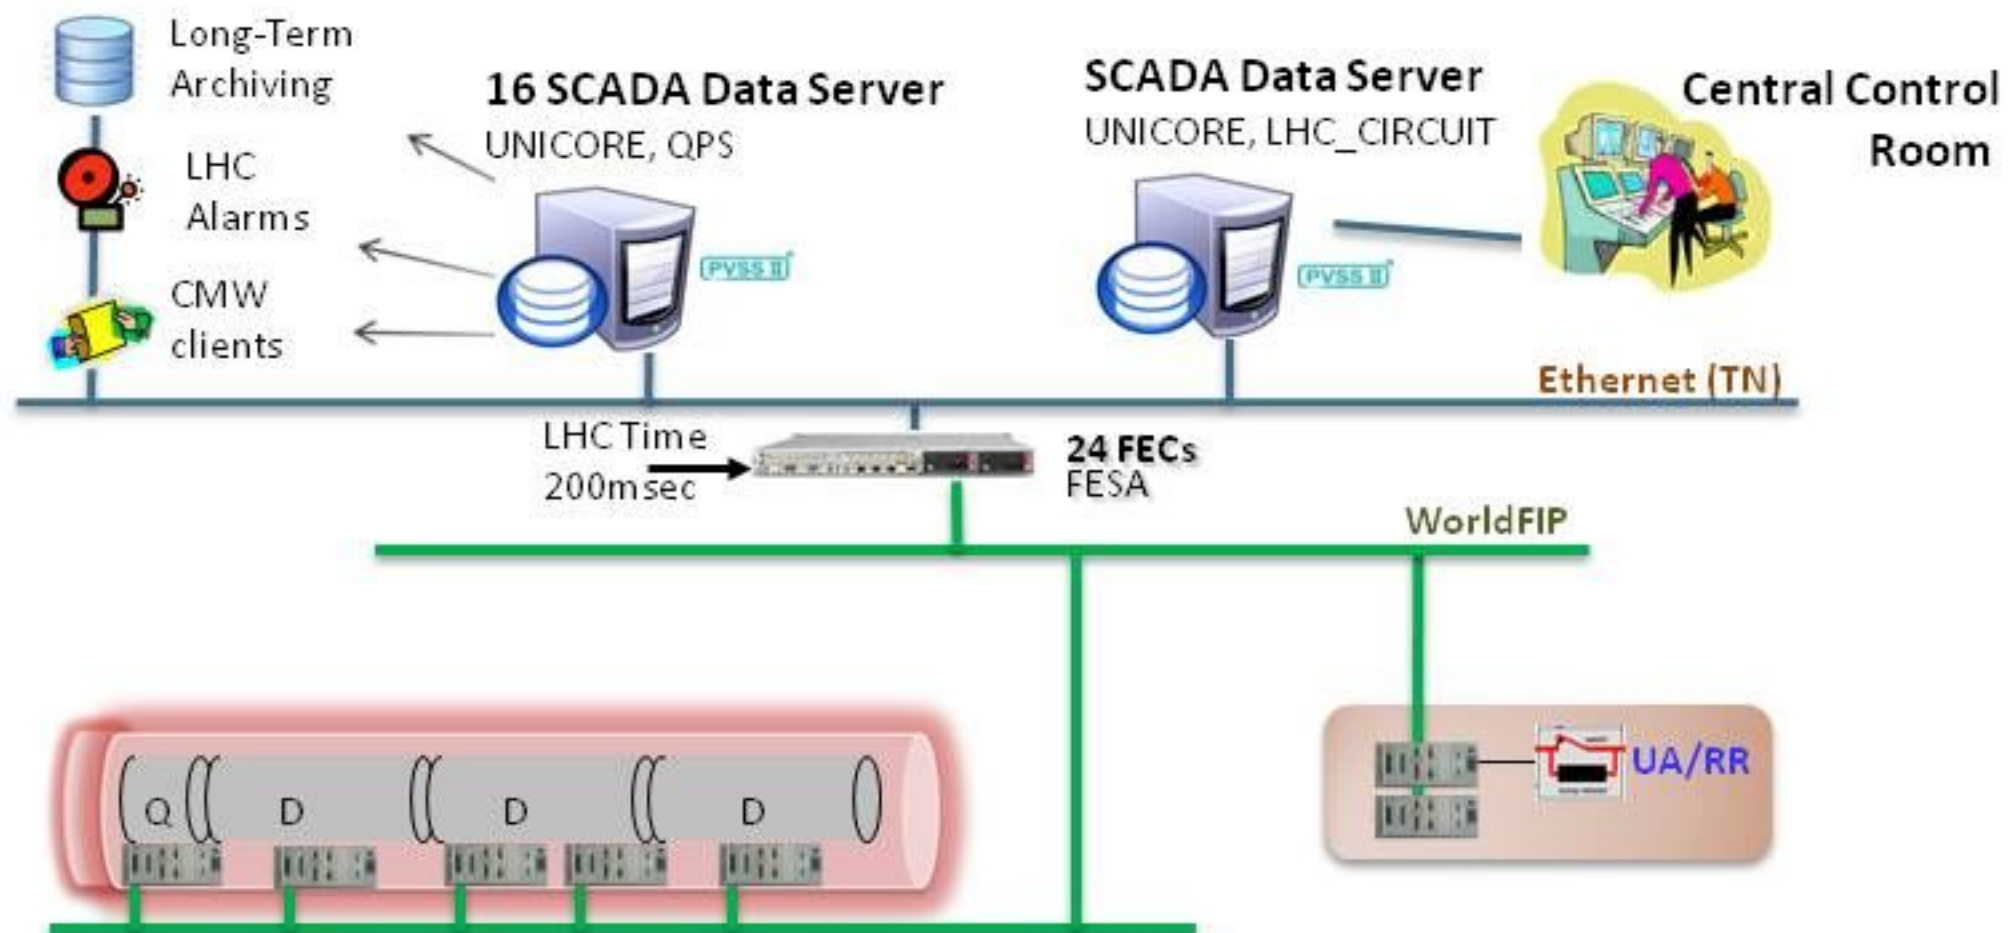 Long-Term
Archiving
LHC
Alarms
CMW
clients
16 SCADA Data Server
UNICORE, QPS
PVSS II
SCADA Data Server
UNICORE, LHC_CIRCUIT
PVSS II
Central Control
Room
Ethernet (TN)
LHC Time
200msec
24 FECs
FESA
WorldFIP
Q
D
D
D
UA/RR